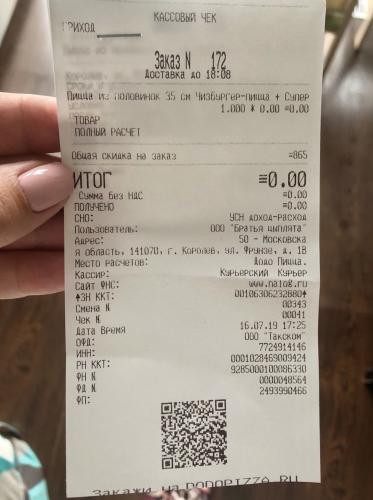 КАССОВЫЙ ЧЕК
ПРИХОД
Заказ N 172
Доставка до 18:08
Пицца из половинок 35 см Чизбургер-пицца + Супер
1.000 * 0.00 =0.00
ТОВАР
ПОЛНЫЙ РАСЧЕТ
Общая скидка на заказ =865
ИТОГ =0.00
Сумма без НДС =0.00
ПОЛУЧЕНО =0.00
СНО: УСН доход-расход
Пользователь: ООО "Братья цыплята"
Адрес: 50 - Московска
я область, 141070, г. Королев, ул. Фрунзе, д. 1В
Место расчетов: Додо Пицца.
Кассир: Курьерский Курьер
Сайт ФНС: www.nalog.ru
ЗН ККТ: 00106306232680
Смена N 00343
Чек N 00041
Дата Время 16.07.19 17:25
ОФД: ООО "Такском"
ИНН: 7724914146
РН ККТ: 0001028469009424
ФН N 9285000100086330
ФД N 0000048564
ФП: 2493990466
Закажи на DODOPIZZA.RU